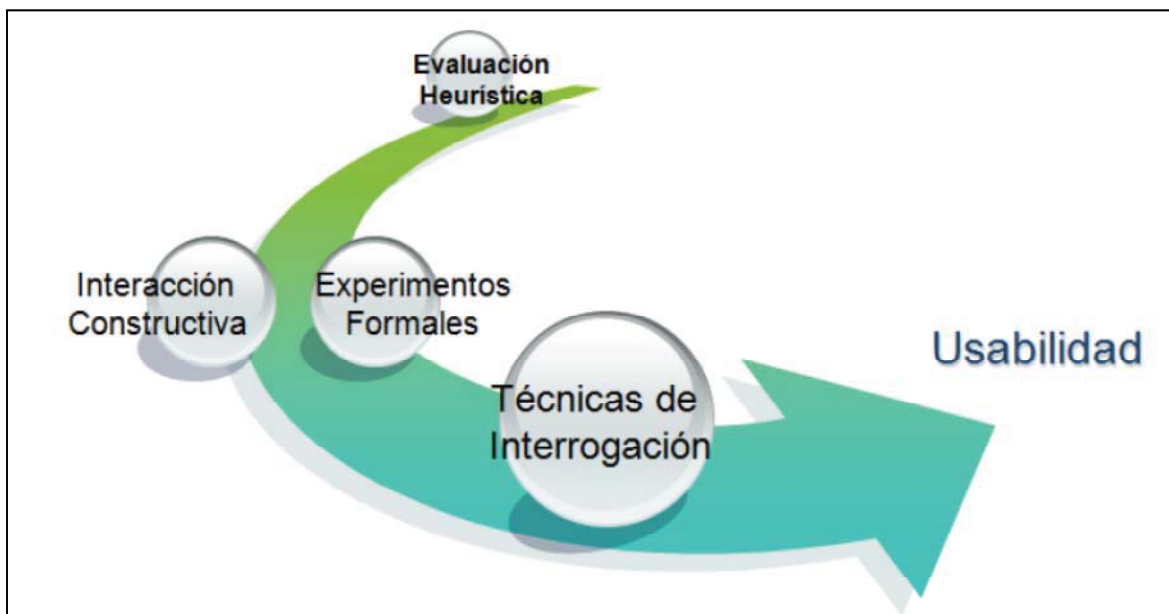 Evaluación
Heurística
Interacción
Constructiva
Experimentos
Formales
Técnicas de
Interrogación
Usabilidad